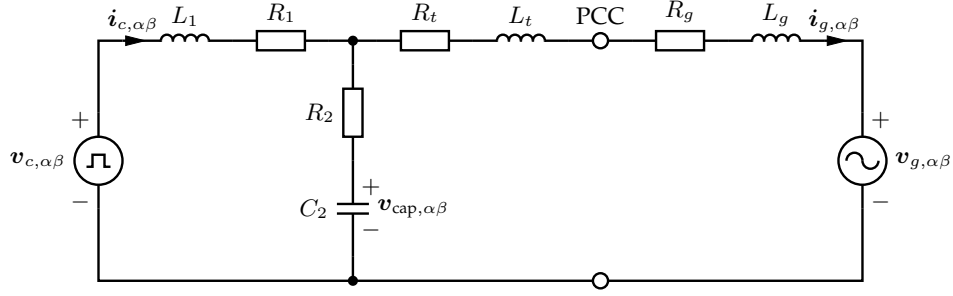 i_{c,αβ} L_1 R_1 R_t L_t PCC R_g L_g i_{g,αβ}
R_2
+ +
v_{c,αβ} v_{g,αβ}
− −
+
C_2 v_{cap,αβ}
−